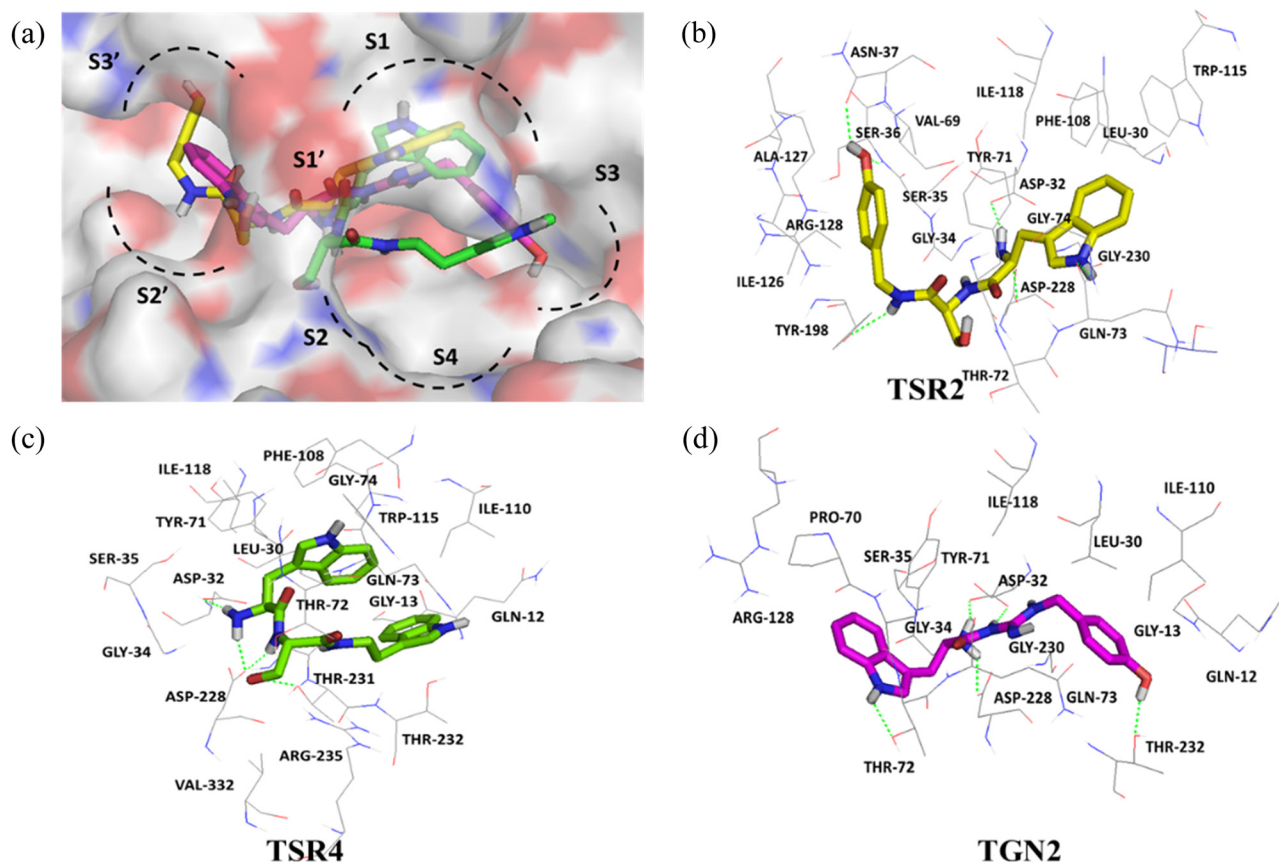 (a)
S3'
S1
S1'
S3
S2'
S2
S4
(b)
ASN-37
TRP-115
ILE-118
PHE-108
LEU-30
SER-36
VAL-69
ALA-127
TYR-71
ASP-32
SER-35
GLY-74
ARG-128
GLY-34
GLY-230
ILE-126
ASP-228
TYR-198
GLN-73
THR-72
TSR2
(c)
PHE-108
ILE-118
GLY-74
ILE-110
TRP-115
TYR-71
LEU-30
SER-35
ASP-32
GLN-73
THR-72
GLY-13
GLN-12
GLY-34
THR-231
ASP-228
THR-232
ARG-235
VAL-332
TSR4
(d)
ILE-118
ILE-110
PRO-70
LEU-30
SER-35
TYR-71
ASP-32
ARG-128
GLY-34
GLY-13
GLY-230
GLN-12
ASP-228
GLN-73
THR-232
THR-72
TGN2